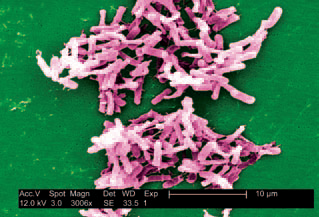 Acc.V Spot Magn Det WD Exp 10 µm
12.0 kV 3.0 3006x SE 33.5 1